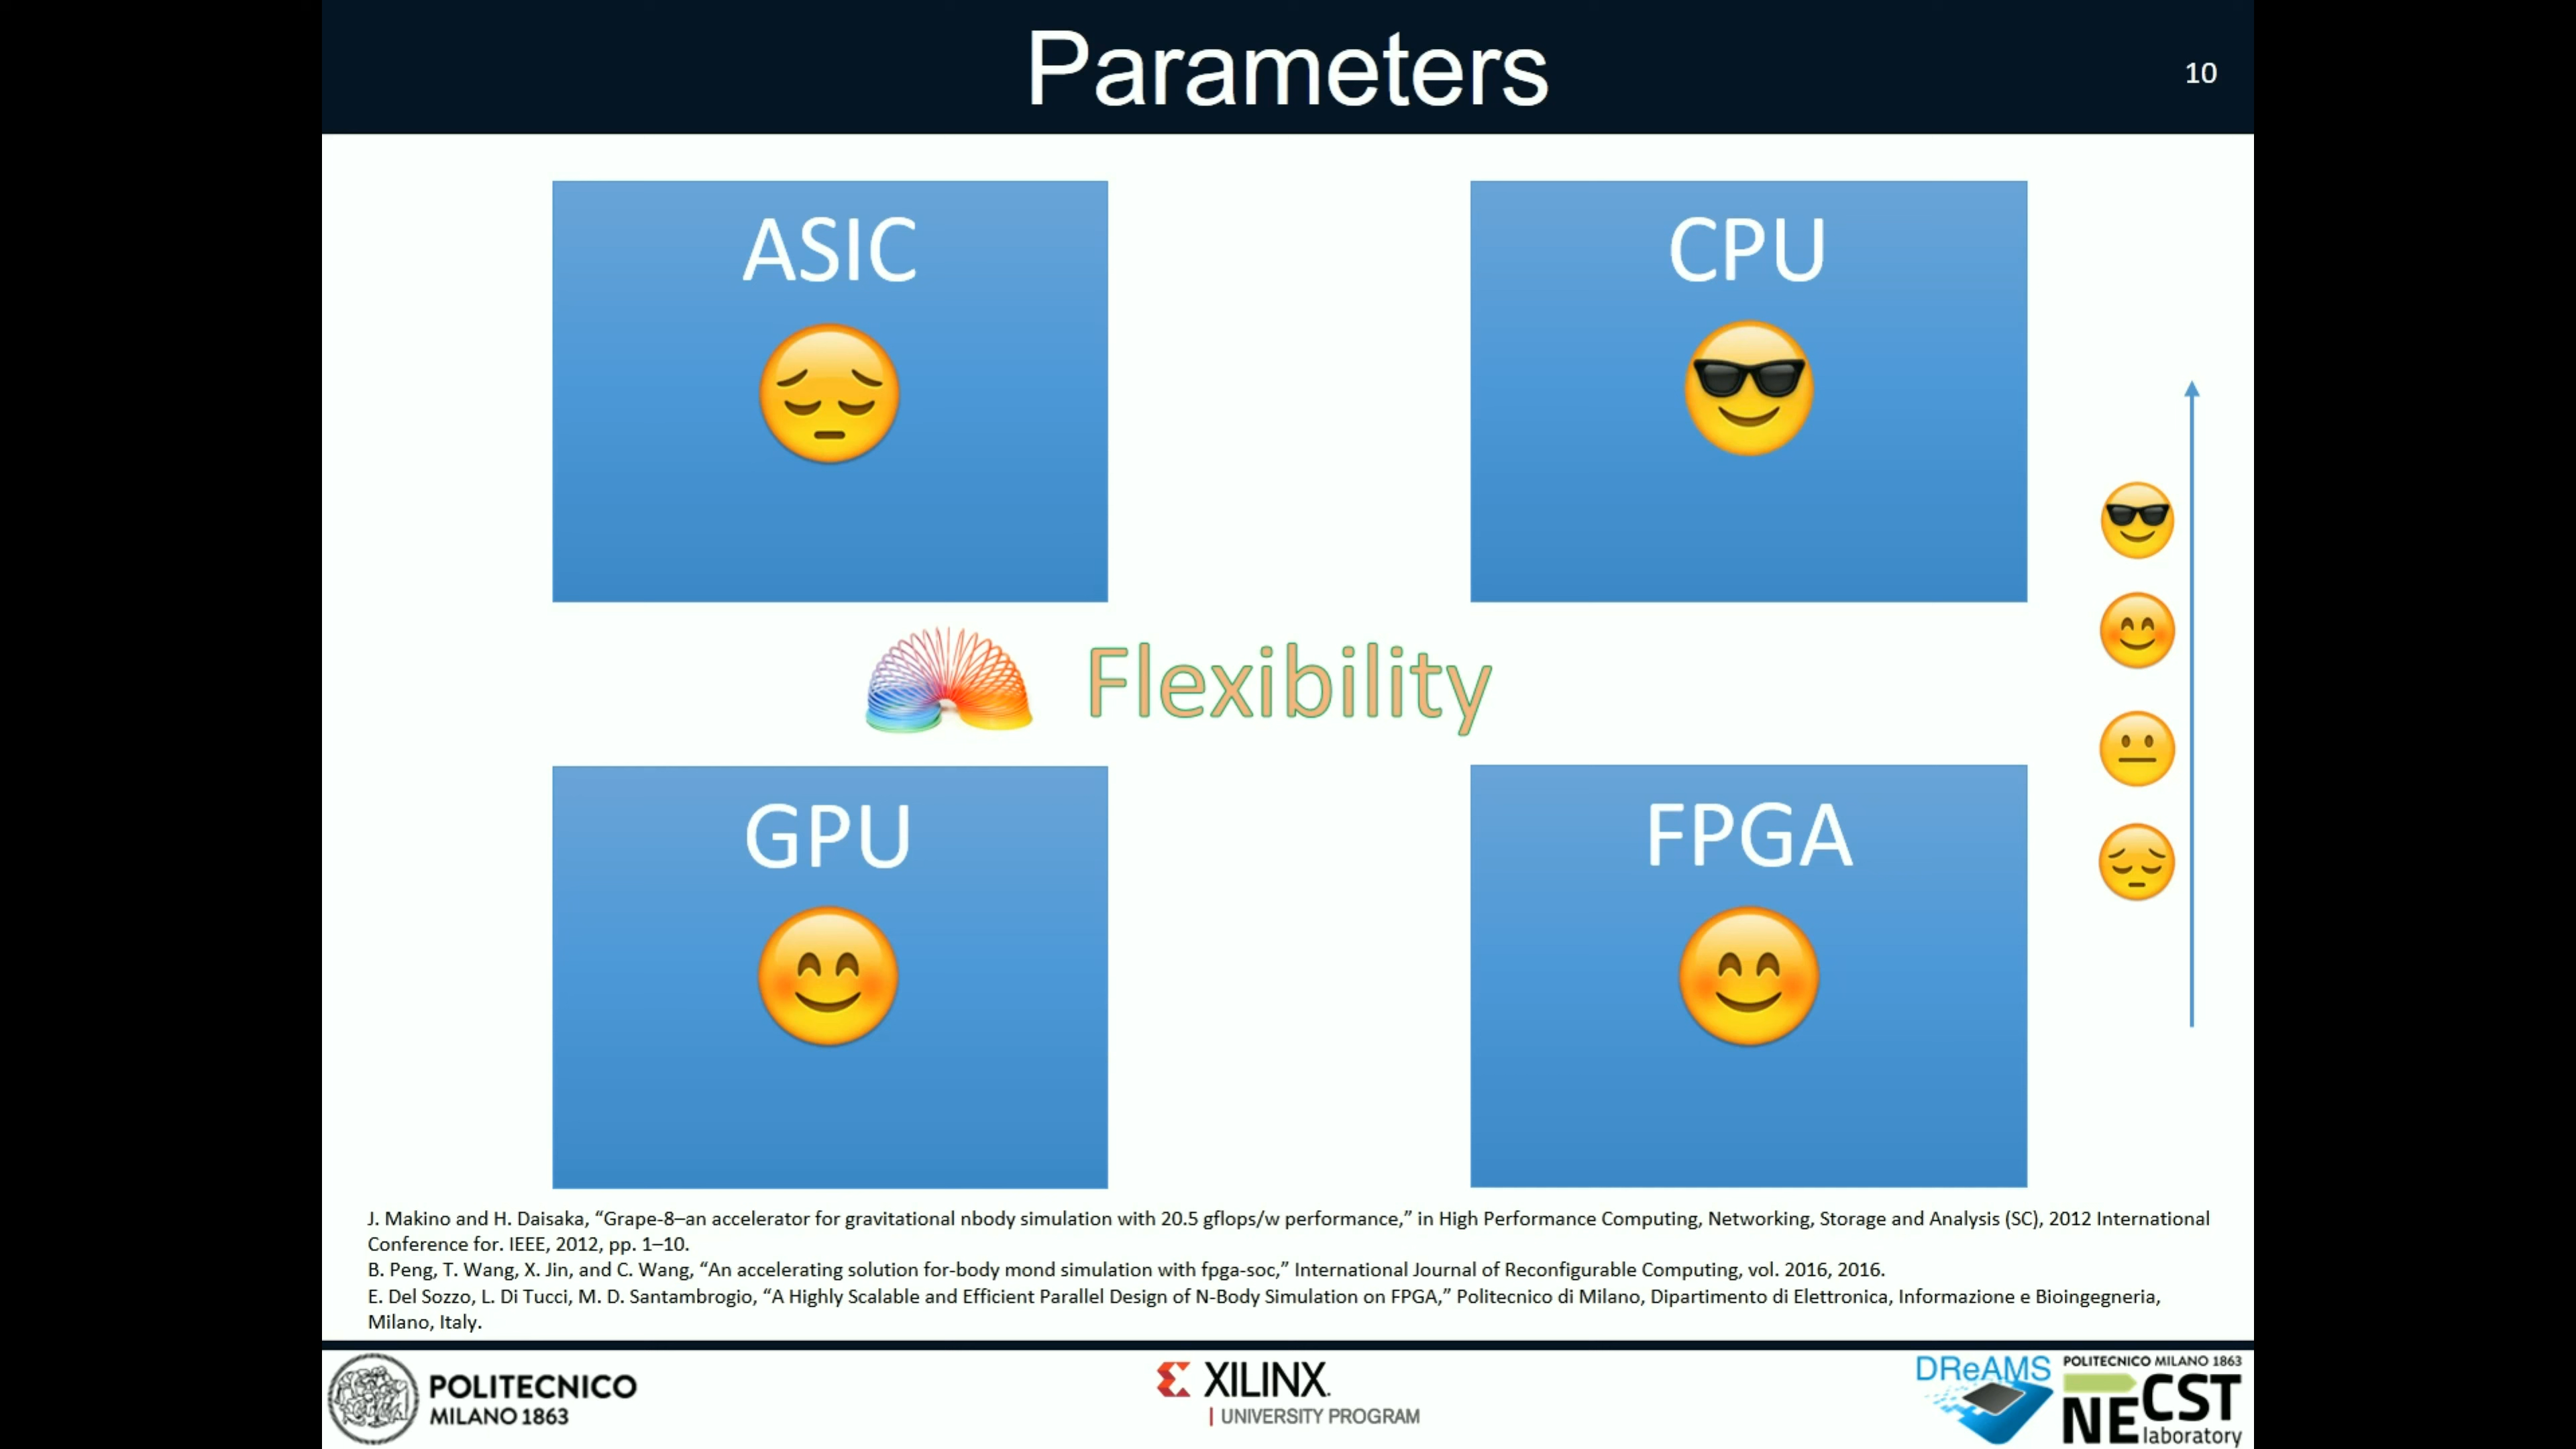 Parameters
10
ASIC
CPU
Flexibility
GPU
FPGA
J. Makino and H. Daisaka, “Grape-8–an accelerator for gravitational nbody simulation with 20.5 gflops/w performance,” in High Performance Computing, Networking, Storage and Analysis (SC), 2012 International
Conference for. IEEE, 2012, pp. 1–10.
B. Peng, T. Wang, X. Jin, and C. Wang, “An accelerating solution for-body mond simulation with fpga-soc,” International Journal of Reconfigurable Computing, vol. 2016, 2016.
E. Del Sozzo, L. Di Tucci, M. D. Santambrogio, “A Highly Scalable and Efficient Parallel Design of N-Body Simulation on FPGA,” Politecnico di Milano, Dipartimento di Elettronica, Informazione e Bioingegneria,
Milano, Italy.
POLITECNICO
MILANO 1863
XILINX.
UNIVERSITY PROGRAM
DReAMS
POLITECNICO MILANO 1863
NECST
laboratory